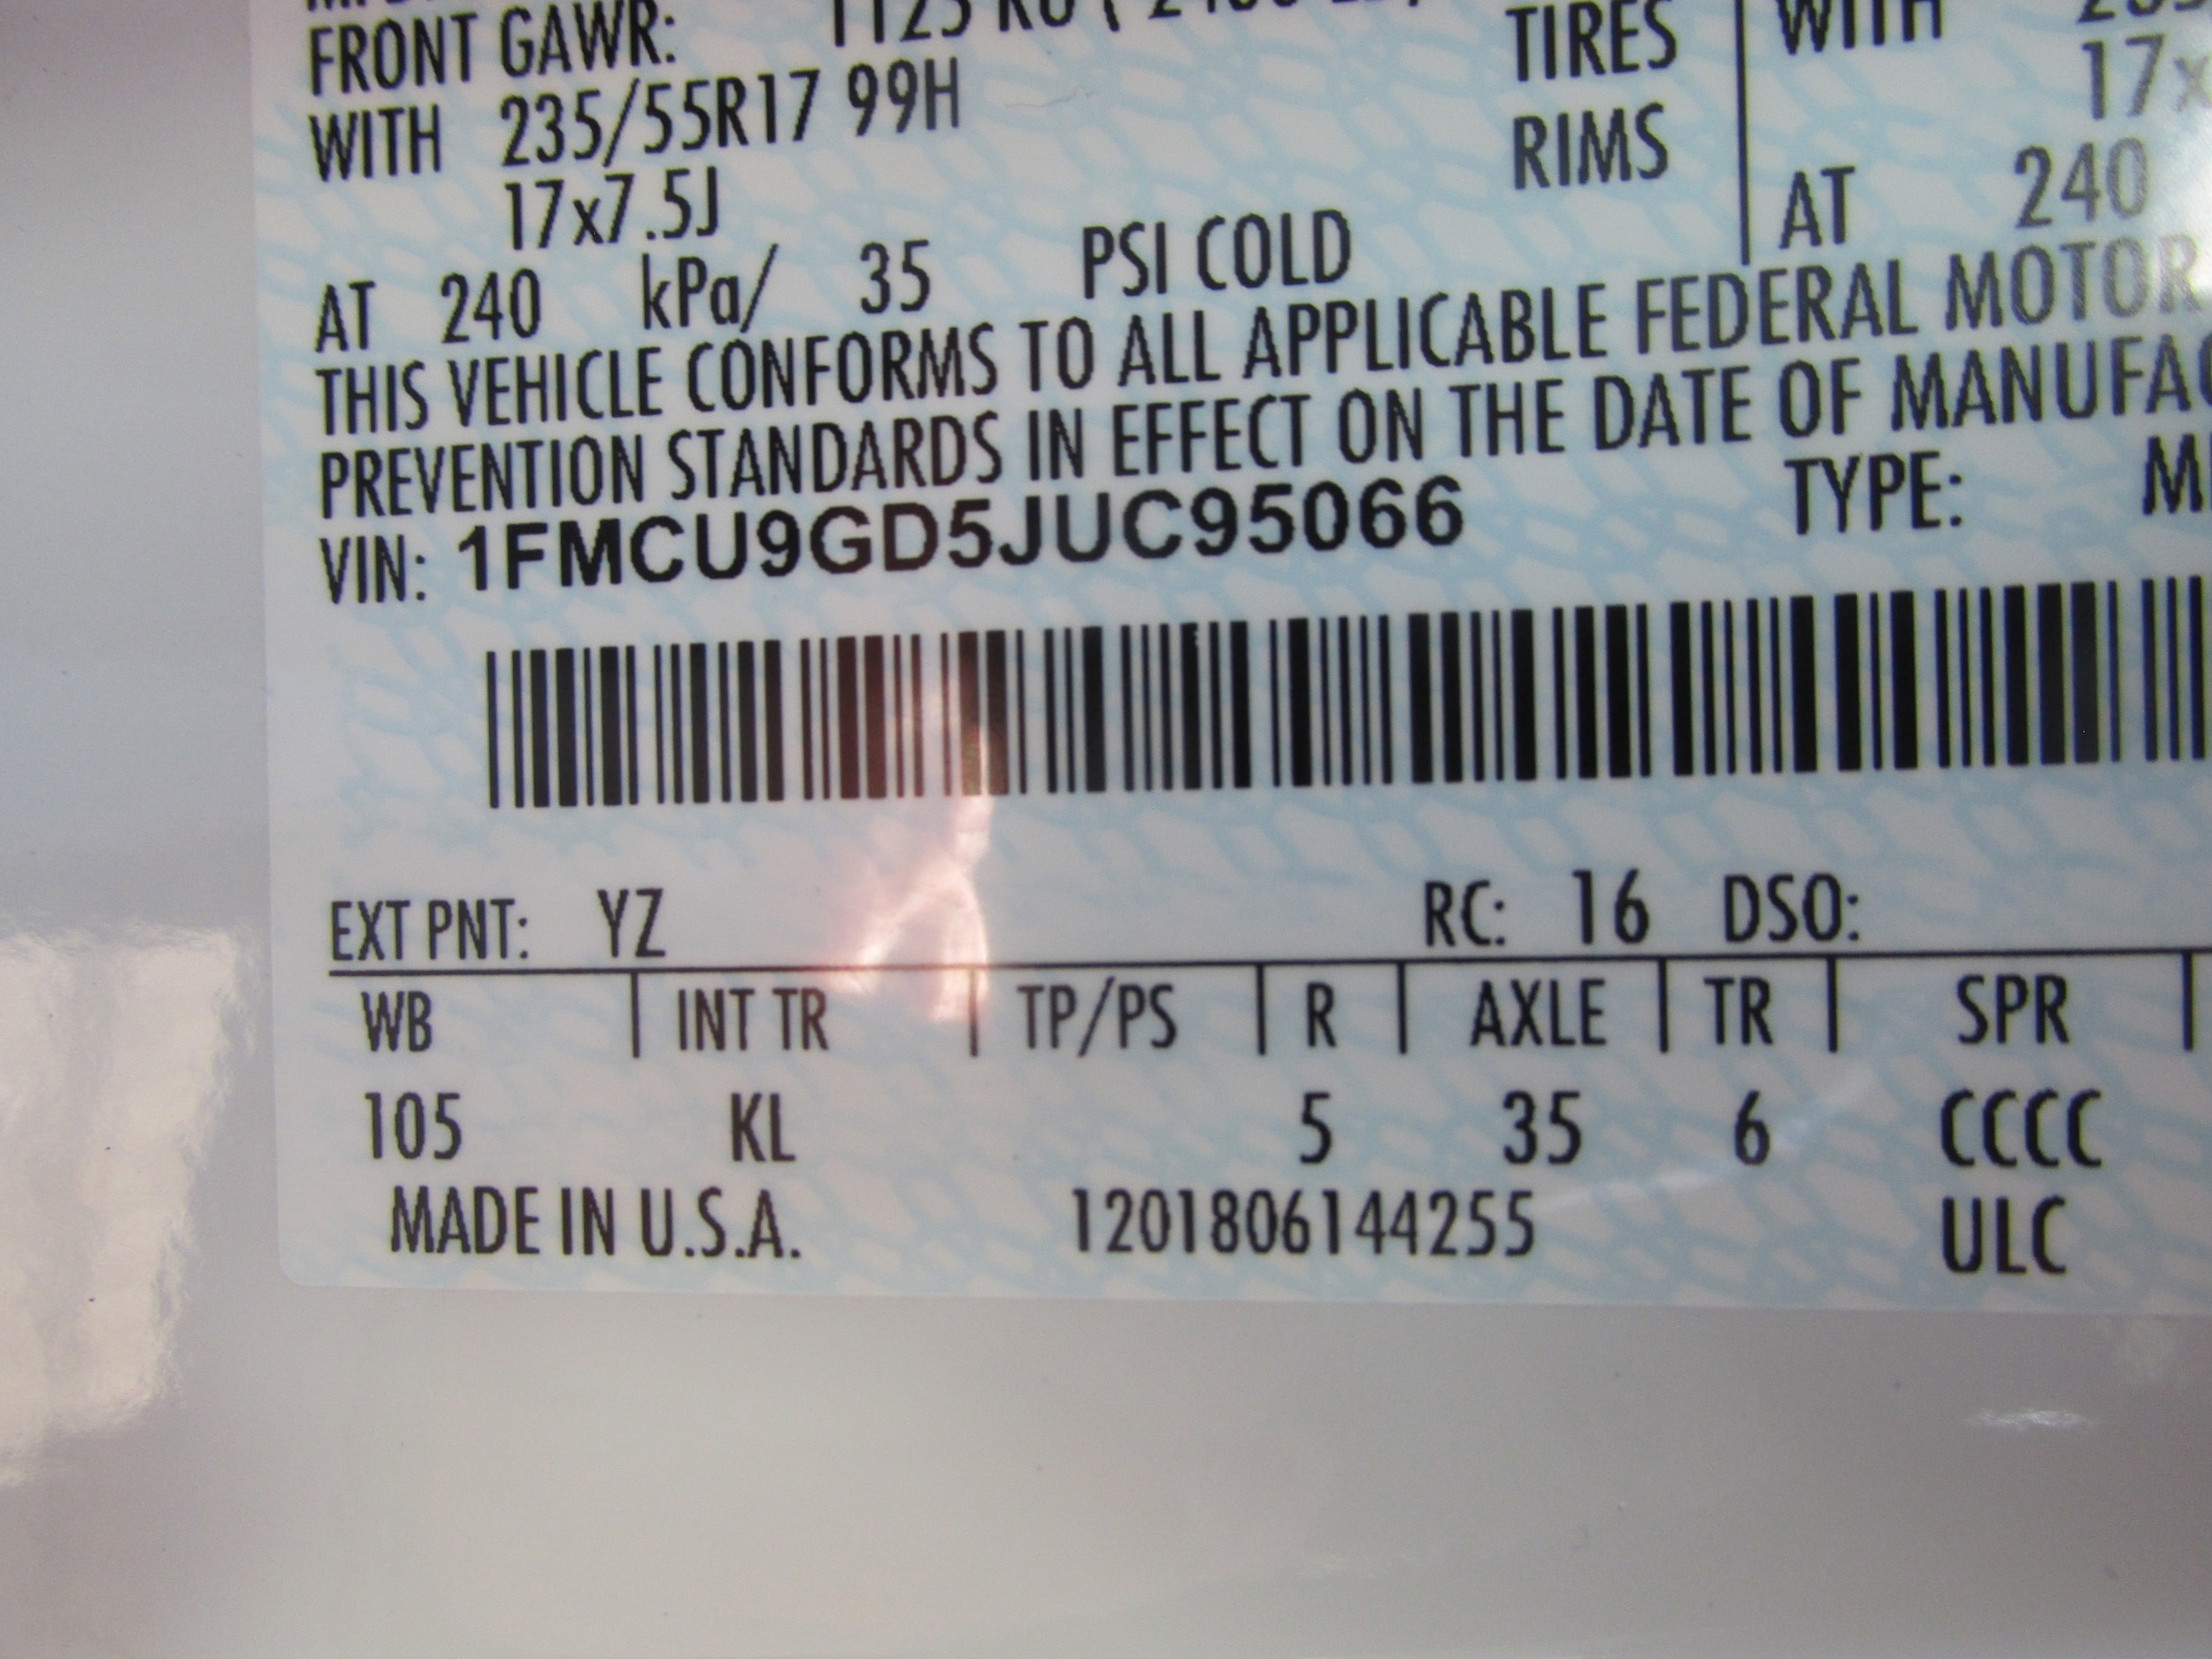 FRONT GAWR:
TIRES WITH
WITH 235/55R17 99H 17x
17x7.5J RIMS
AT 240 kPa/ 35 PSI COLD AT 240
THIS VEHICLE CONFORMS TO ALL APPLICABLE FEDERAL MOTOR
PREVENTION STANDARDS IN EFFECT ON THE DATE OF MANUFAC
VIN: 1FMCU9GD5JUC95066 TYPE:
EXT PNT: YZ RC: 16 DSO:
WB INT TR TP/PS R AXLE TR SPR
105 KL 5 35 6 CCCC
MADE IN U.S.A. 1201806144255 ULC